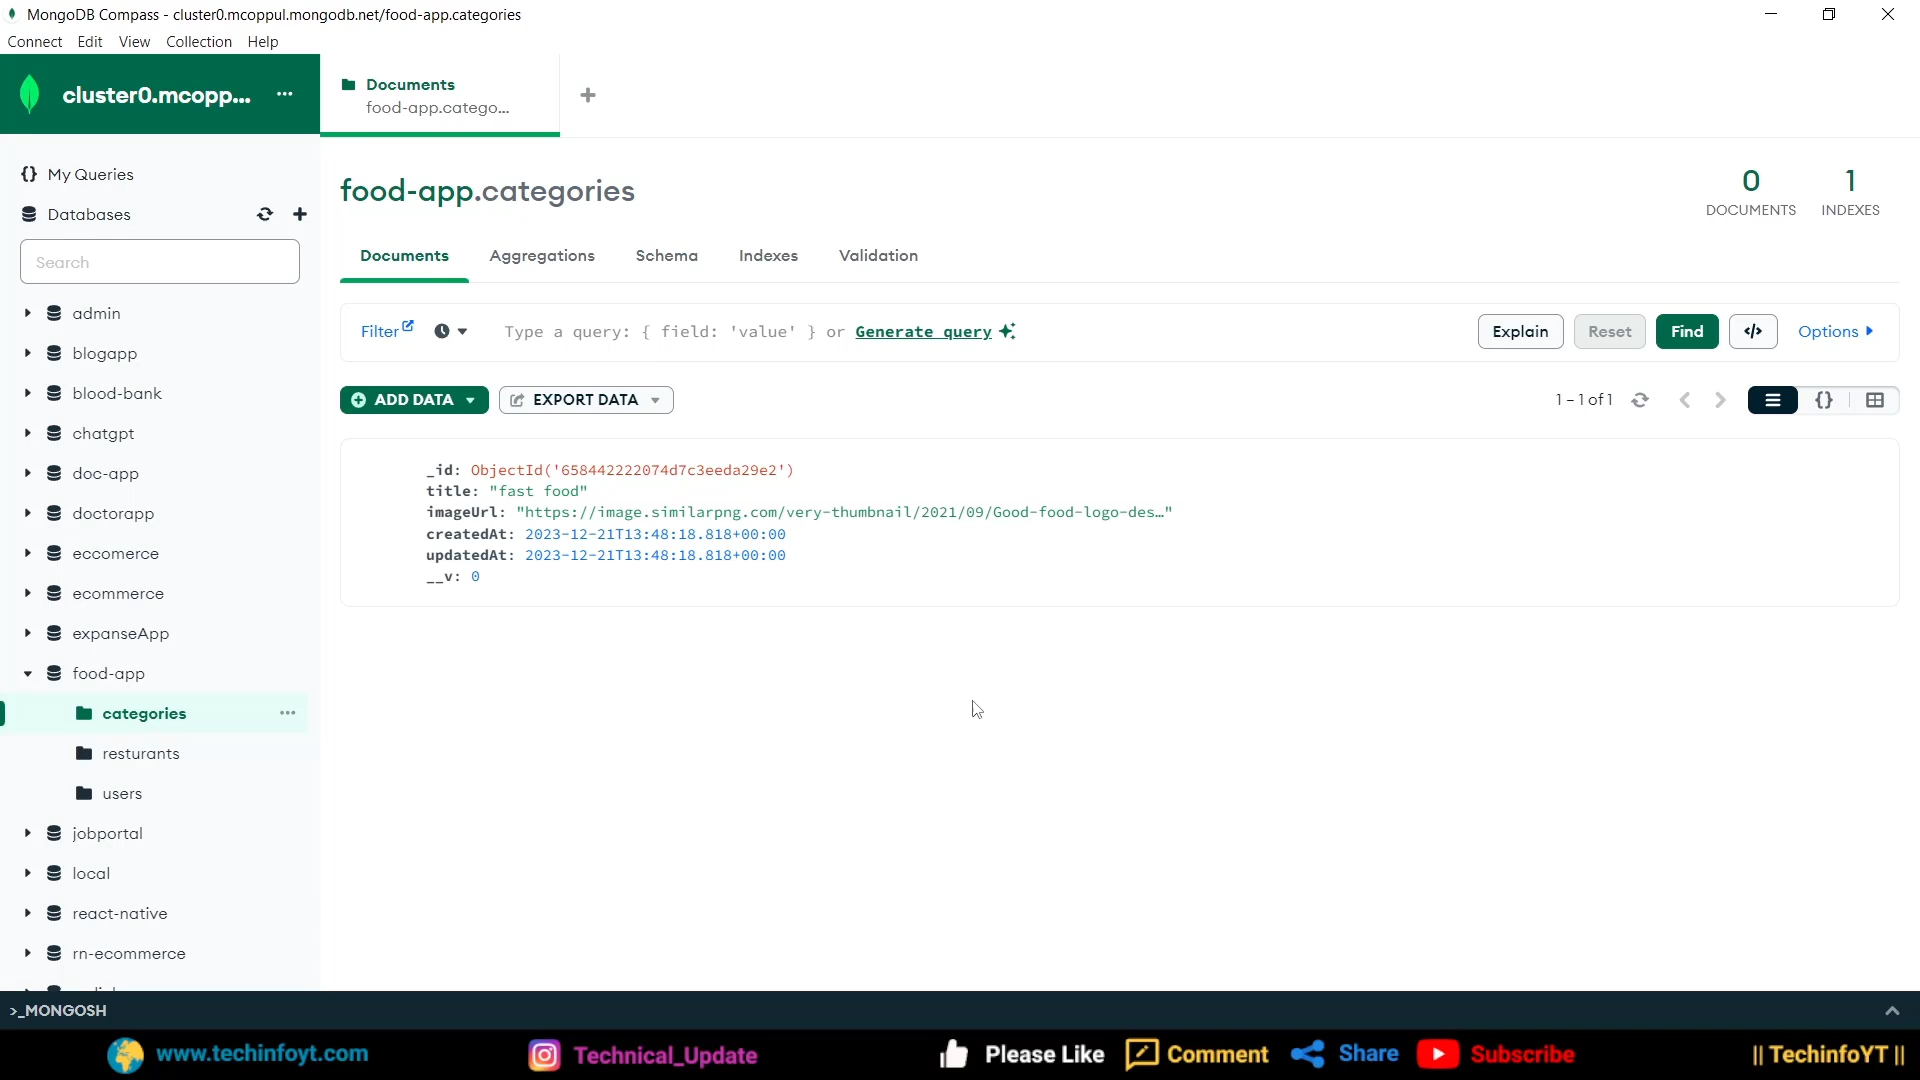 MongoDB Compass - cluster0.mcoppul.mongodb.net/food-app.categories
Connect Edit View Collection Help
cluster0.mcopp...
Documents
food-app.catego...
My Queries
Databases
Search
admin
blogapp
blood-bank
chatgpt
doc-app
doctorapp
eccomerce
ecommerce
expanseApp
food-app
categories
resturants
users
jobportal
local
react-native
rn-ecommerce
food-app.categories
0
DOCUMENTS
1
INDEXES
Documents Aggregations Schema Indexes Validation
Filter Type a query: { field: 'value' } or Generate query Explain Reset Find </> Options
ADD DATA EXPORT DATA 1 – 1 of 1 {}
_id: ObjectId('658442222074d7c3eeda29e2')
title: "fast food"
imageUrl: "https://image.similarpng.com/very-thumbnail/2021/09/Good-food-logo-des…"
createdAt: 2023-12-21T13:48:18.818+00:00
updatedAt: 2023-12-21T13:48:18.818+00:00
__v: 0
>_MONGOSH
www.techinfoyt.com Technical_Update Please Like Comment Share Subscribe || TechinfoYT ||